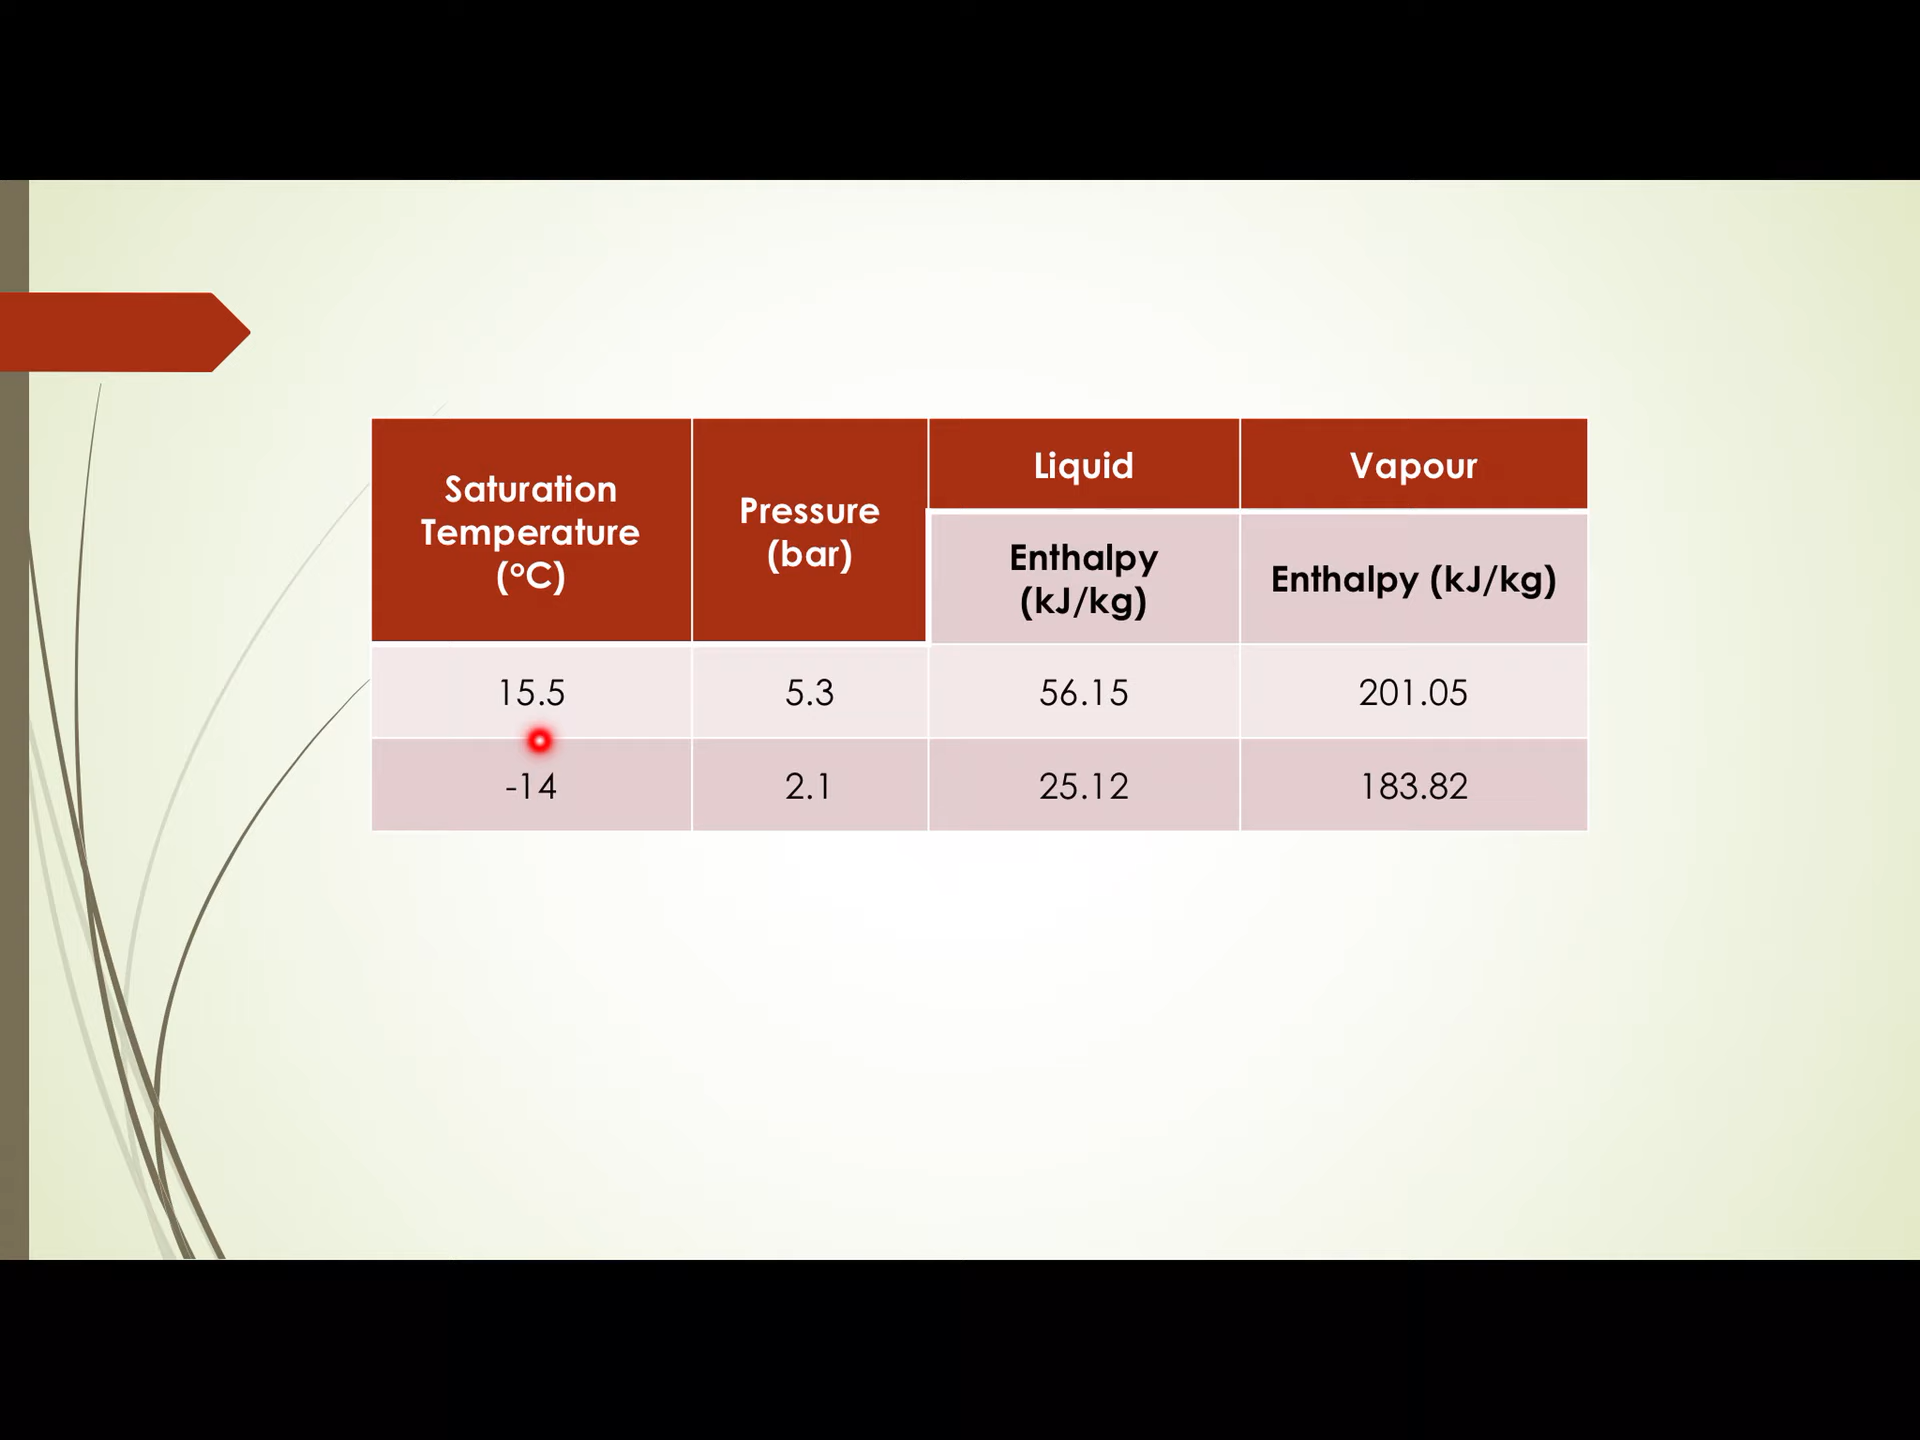 Saturation
Temperature
(°C)
Pressure
(bar)
Liquid
Vapour
Enthalpy
(kJ/kg)
Enthalpy (kJ/kg)
15.5
5.3
56.15
201.05
-14
2.1
25.12
183.82